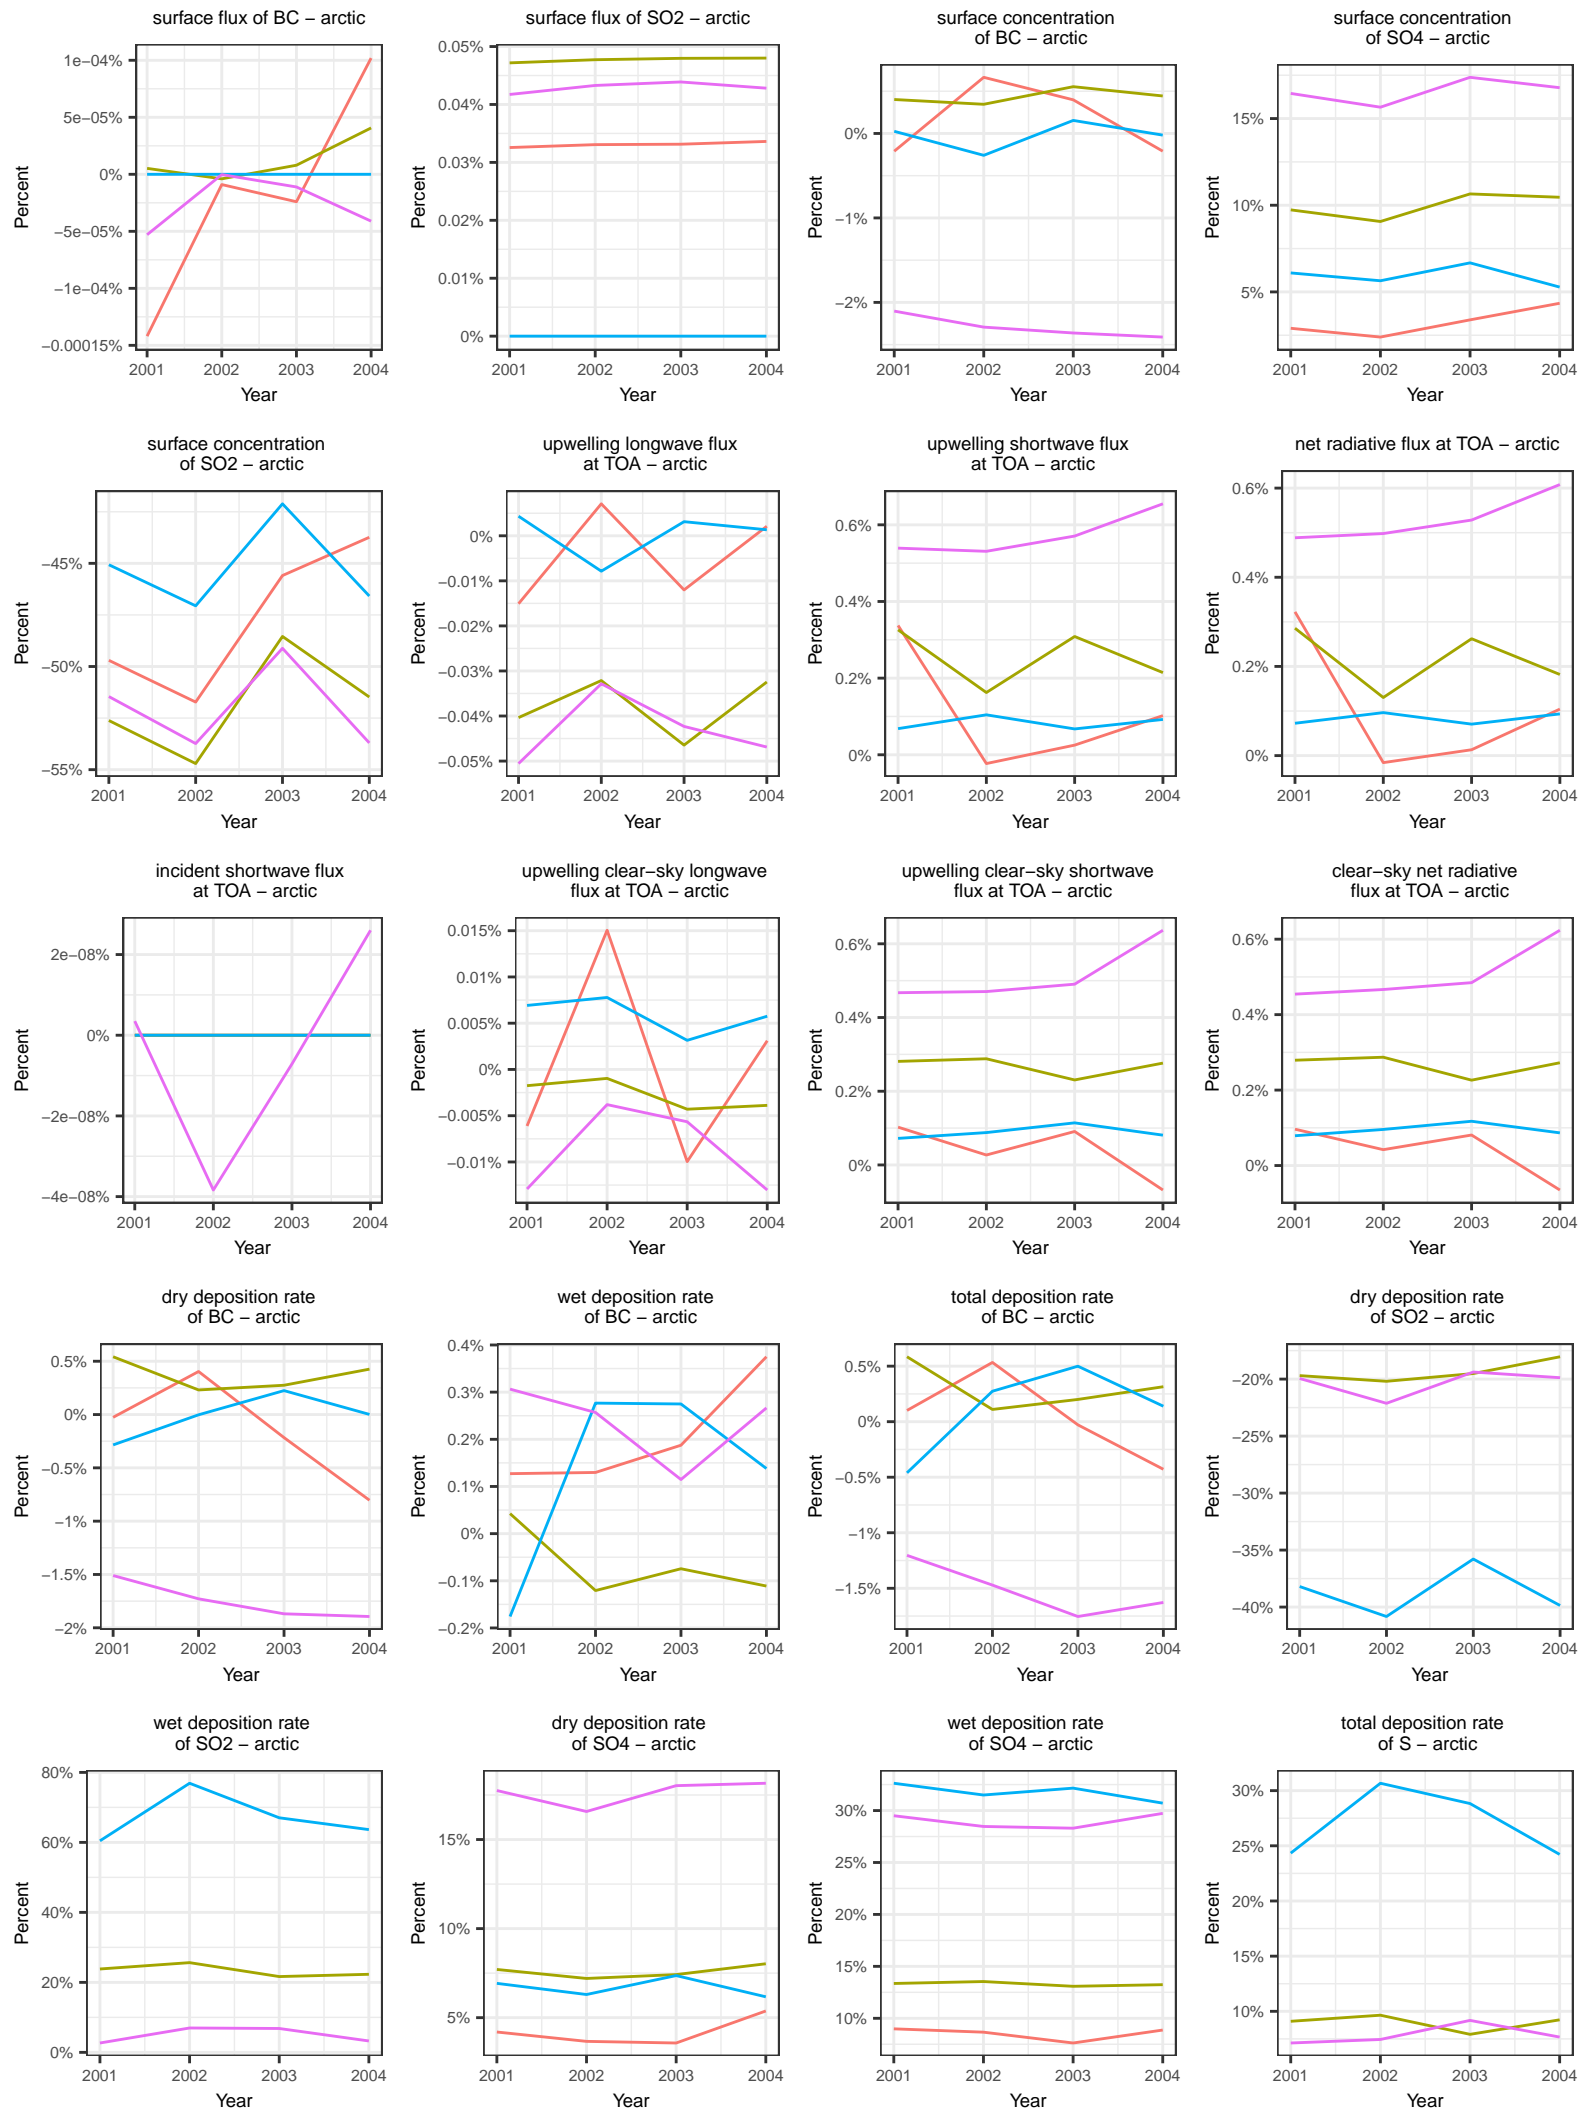 surface flux of BC − arctic
1e−04%
5e−05%
0%
−5e−05%
−1e−04%
−0.00015%
Percent
2001 2002 2003 2004
Year
surface flux of SO2 − arctic
0.05%
0.04%
0.03%
0.02%
0.01%
0%
Percent
2001 2002 2003 2004
Year
surface concentration
of BC − arctic
0%
−1%
−2%
Percent
2001 2002 2003 2004
Year
surface concentration
of SO4 − arctic
15%
10%
5%
Percent
2001 2002 2003 2004
Year
surface concentration
of SO2 − arctic
−45%
−50%
−55%
Percent
2001 2002 2003 2004
Year
upwelling longwave flux
at TOA − arctic
0%
−0.01%
−0.02%
−0.03%
−0.04%
−0.05%
Percent
2001 2002 2003 2004
Year
upwelling shortwave flux
at TOA − arctic
0.6%
0.4%
0.2%
0%
Percent
2001 2002 2003 2004
Year
net radiative flux at TOA − arctic
0.6%
0.4%
0.2%
0%
Percent
2001 2002 2003 2004
Year
incident shortwave flux
at TOA − arctic
2e−08%
0%
−2e−08%
−4e−08%
Percent
2001 2002 2003 2004
Year
upwelling clear−sky longwave
flux at TOA − arctic
0.015%
0.01%
0.005%
0%
−0.005%
−0.01%
Percent
2001 2002 2003 2004
Year
upwelling clear−sky shortwave
flux at TOA − arctic
0.6%
0.4%
0.2%
0%
Percent
2001 2002 2003 2004
Year
clear−sky net radiative
flux at TOA − arctic
0.6%
0.4%
0.2%
0%
Percent
2001 2002 2003 2004
Year
dry deposition rate
of BC − arctic
0.5%
0%
−0.5%
−1%
−1.5%
−2%
Percent
2001 2002 2003 2004
Year
wet deposition rate
of BC − arctic
0.4%
0.3%
0.2%
0.1%
0%
−0.1%
−0.2%
Percent
2001 2002 2003 2004
Year
total deposition rate
of BC − arctic
0.5%
0%
−0.5%
−1%
−1.5%
Percent
2001 2002 2003 2004
Year
dry deposition rate
of SO2 − arctic
−20%
−25%
−30%
−35%
−40%
Percent
2001 2002 2003 2004
Year
wet deposition rate
of SO2 − arctic
80%
60%
40%
20%
0%
Percent
2001 2002 2003 2004
Year
dry deposition rate
of SO4 − arctic
15%
10%
5%
Percent
2001 2002 2003 2004
Year
wet deposition rate
of SO4 − arctic
30%
25%
20%
15%
10%
Percent
2001 2002 2003 2004
Year
total deposition rate
of S − arctic
30%
25%
20%
15%
10%
Percent
2001 2002 2003 2004
Year